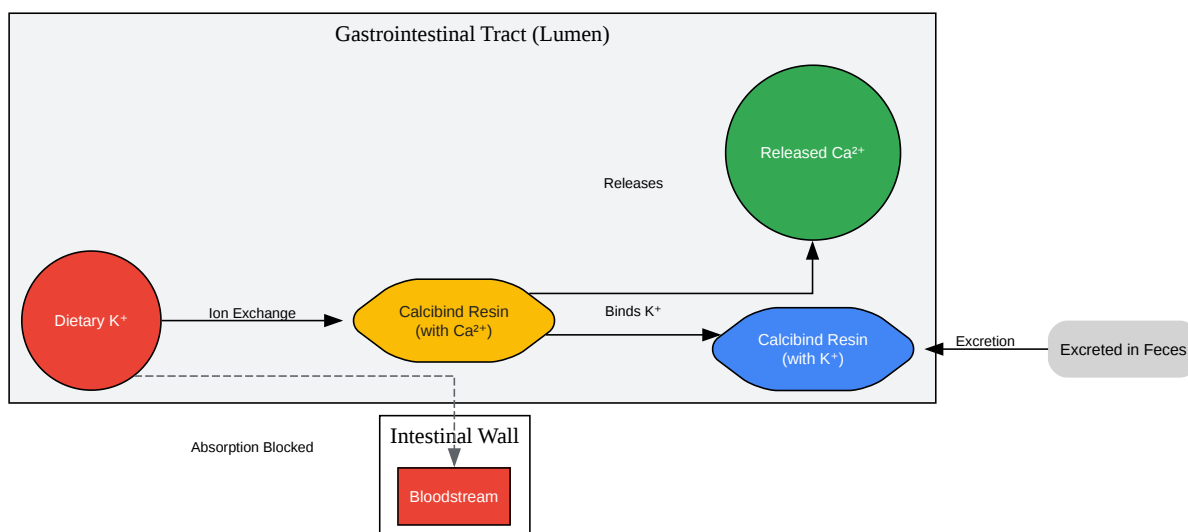 Gastrointestinal Tract (Lumen)
Released Ca²⁺
Releases
Dietary K⁺
Ion Exchange
Calcibind Resin
(with Ca²⁺)
Binds K⁺
Calcibind Resin
(with K⁺)
Excretion
Excreted in Feces
Absorption Blocked
Intestinal Wall
Bloodstream